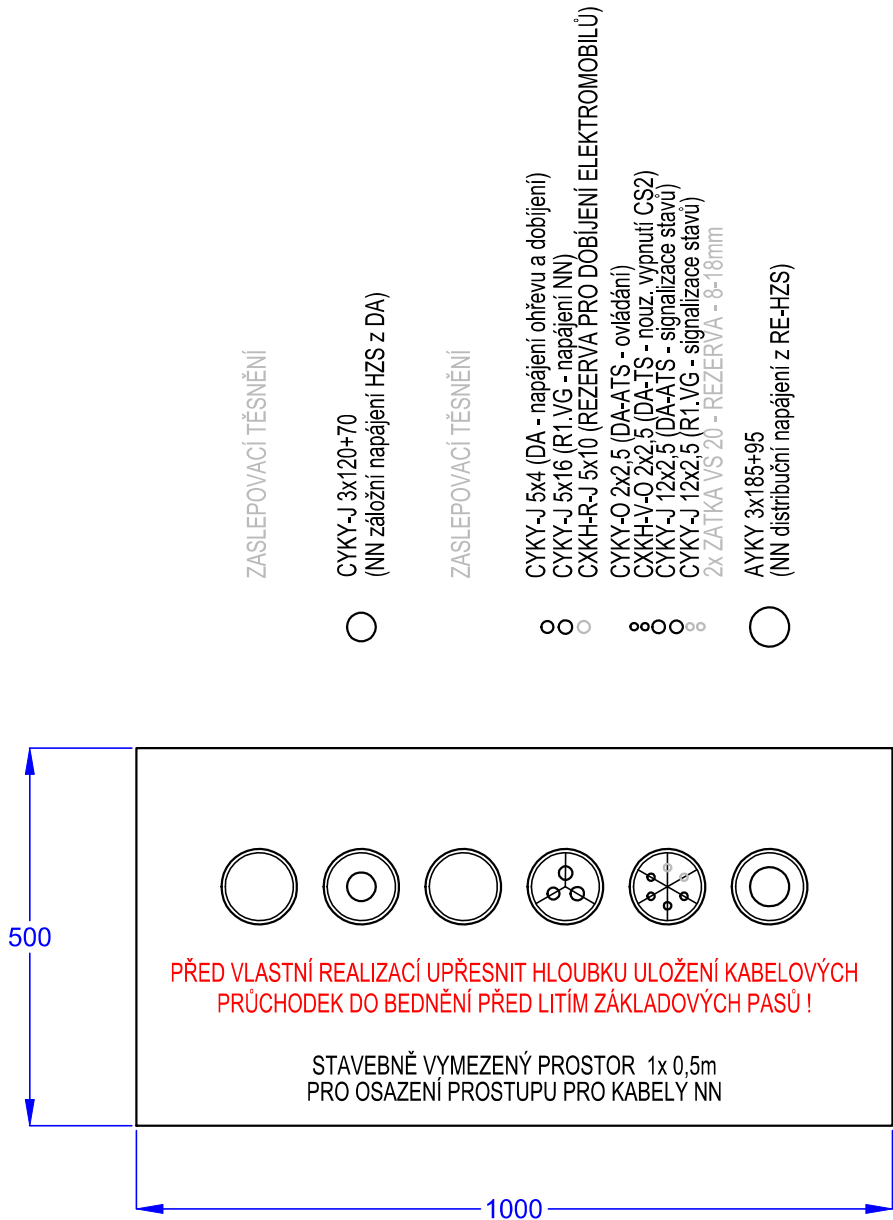 ZASLEPOVACÍ TĚSNĚNÍ
CYKY-J 3x120+70
(NN záložní napájení HZS z DA)
ZASLEPOVACÍ TĚSNĚNÍ
CYKY-J 5x4 (DA - napájení ohřevu a dobíjení)
CYKY-J 5x16 (R1.VG - napájení NN)
CXKH-R-J 5x10 (REZERVA PRO DOBÍJENÍ ELEKTROMOBILŮ)
CYKY-O 2x2,5 (DA-ATS - ovládání)
CXKH-V-O 2x2,5 (DA-TS - nouz. vypnutí CS2)
CYKY-J 12x2,5 (DA-ATS - signalizace stavů)
CYKY-J 12x2,5 (R1.VG - signalizace stavů)
2x ZÁTKA VS 20 - REZERVA - 8-18mm
AYKY 3x185+95
(NN distribuční napájení z RE-HZS)
500
PŘED VLASTNÍ REALIZACÍ UPŘESNIT HLOUBKU ULOŽENÍ KABELOVÝCH
PRŮCHODEK DO BEDNĚNÍ PŘED LITÍM ZÁKLADOVÝCH PASŮ !
STAVEBNĚ VYMEZENÝ PROSTOR 1x 0,5m
PRO OSAZENÍ PROSTUPU PRO KABELY NN
1000